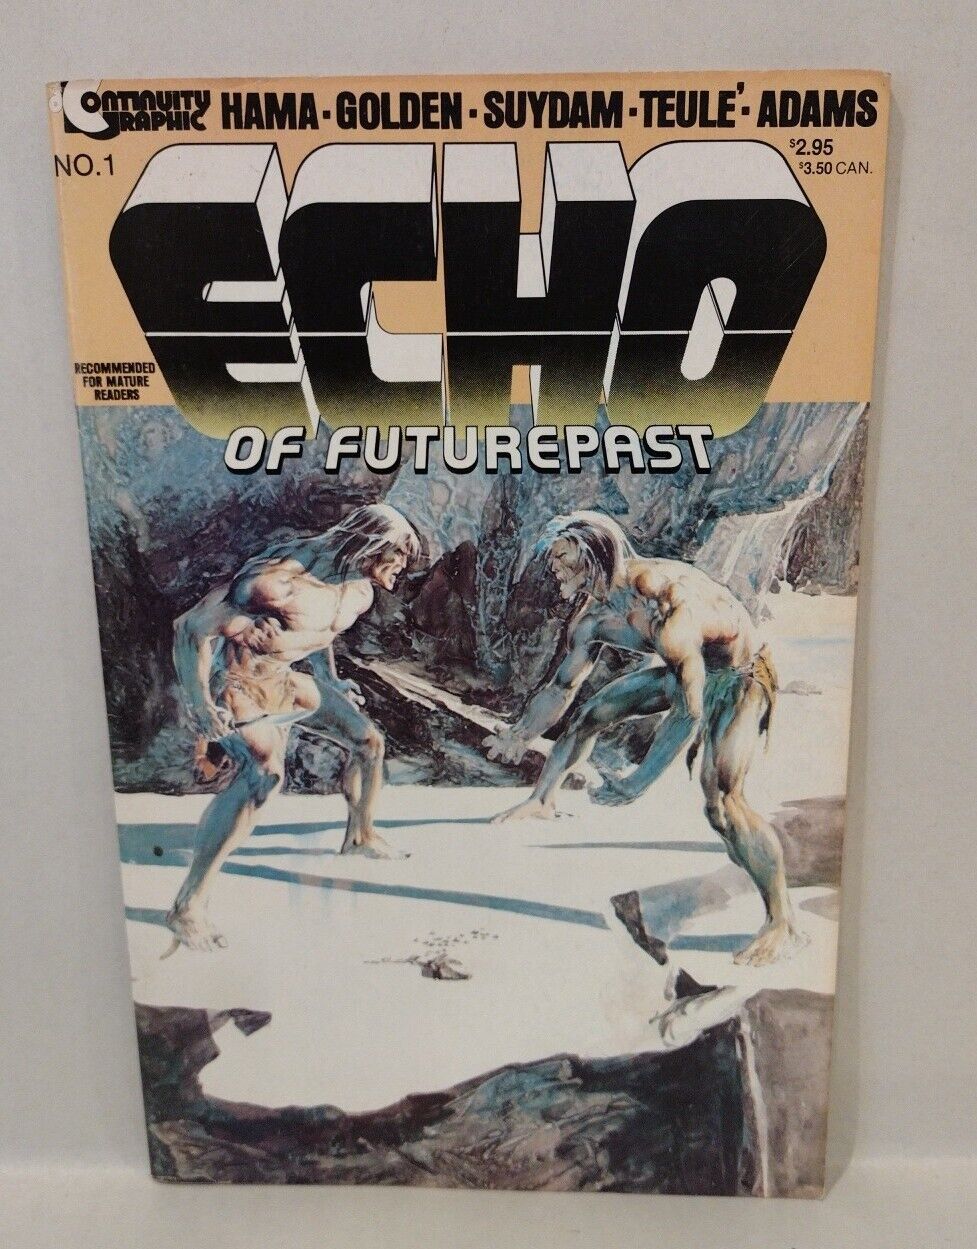 CONTINUITY
GRAPHIC
HAMA · GOLDEN · SUYDAM · TEULE' · ADAMS
NO.1
$2.95
$3.50 CAN.
ECHO
RECOMMENDED
FOR MATURE
READERS
OF FUTUREPAST